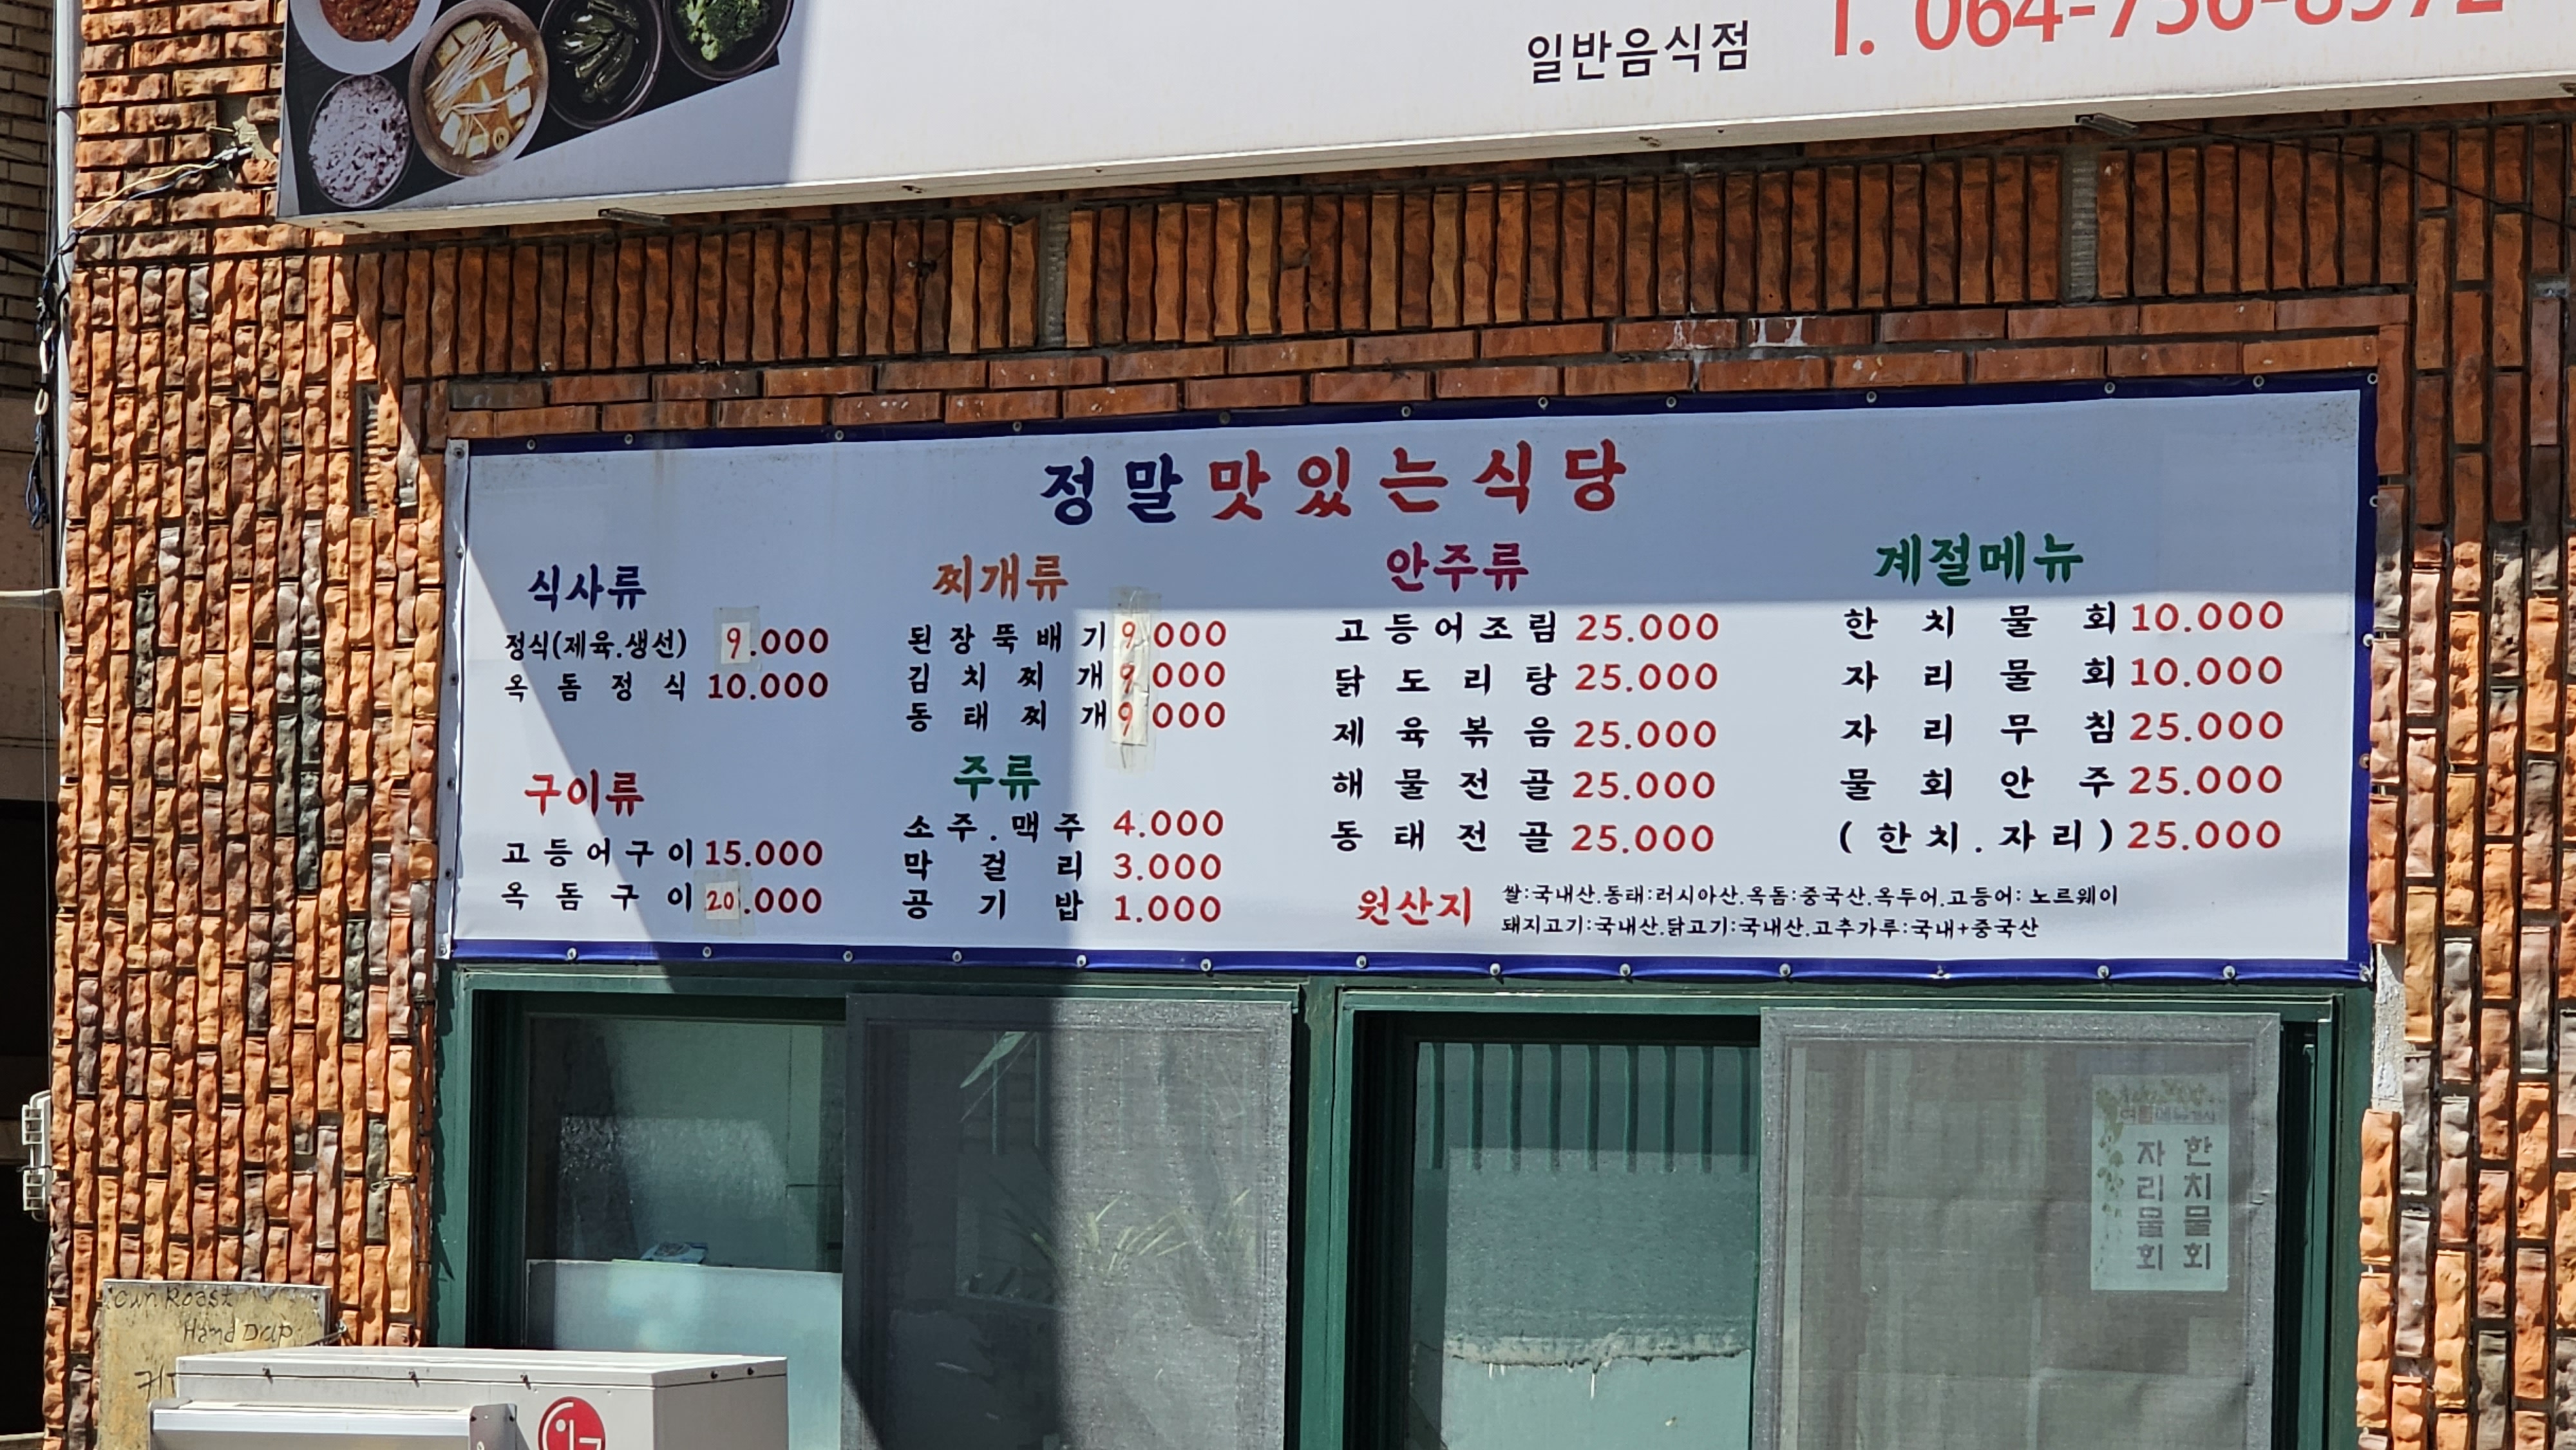 일반음식점
정말맛있는식당
식사류
정식(제육.생선) 9.000
옥돔정식 10.000
구이류
고등어구이 15.000
옥돔구이 20.000
찌개류
된장뚝배기 9.000
김치찌개 9.000
동태찌개 9.000
주류
소주.맥주 4.000
막걸리 3.000
공기밥 1.000
안주류
고등어조림 25.000
닭도리탕 25.000
제육볶음 25.000
해물전골 25.000
동태전골 25.000
계절메뉴
한치물회 10.000
자리물회 10.000
자리무침 25.000
물회안주 25.000
(한치.자리) 25.000
원산지
쌀:국내산.동태:러시아산.옥돔:중국산.옥두어.고등어: 노르웨이
돼지고기:국내산.닭고기:국내산.고추가루:국내+중국산
한치물회
자리물회
Roast
Hand Drip
LG